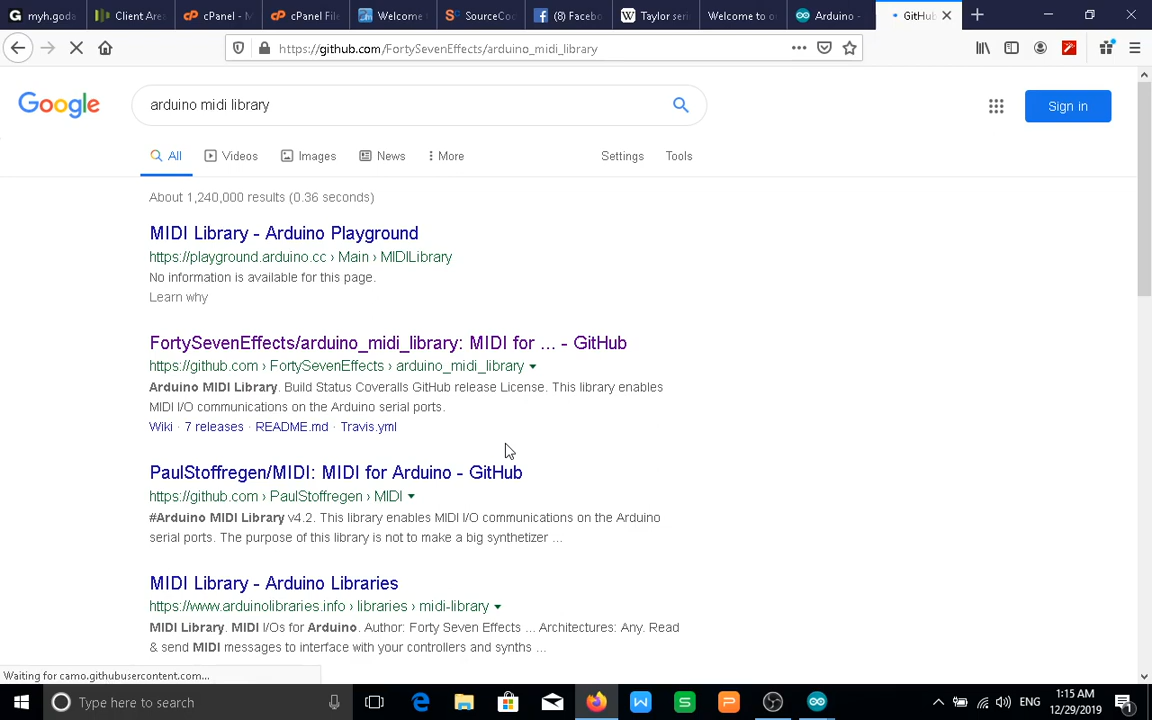 myh.goda
Client Area
cPanel - M
cPanel File
Welcome
SourceCod
(8) Facebo
Taylor serie
Welcome to o
Arduino -
GitHub
https://github.com/FortySevenEffects/arduino_midi_library
Google
arduino midi library
Sign in
All
Videos
Images
News
More
Settings
Tools
About 1,240,000 results (0.36 seconds)
MIDI Library - Arduino Playground
https://playground.arduino.cc › Main › MIDILibrary
No information is available for this page.
Learn why
FortySevenEffects/arduino_midi_library: MIDI for ... - GitHub
https://github.com › FortySevenEffects › arduino_midi_library
Arduino MIDI Library. Build Status Coveralls GitHub release License. This library enables
MIDI I/O communications on the Arduino serial ports.
Wiki · 7 releases · README.md · Travis.yml
PaulStoffregen/MIDI: MIDI for Arduino - GitHub
https://github.com › PaulStoffregen › MIDI
#Arduino MIDI Library v4.2. This library enables MIDI I/O communications on the Arduino
serial ports. The purpose of this library is not to make a big synthetizer ...
MIDI Library - Arduino Libraries
https://www.arduinolibraries.info › libraries › midi-library
MIDI Library. MIDI I/Os for Arduino. Author: Forty Seven Effects ... Architectures: Any. Read
& send MIDI messages to interface with your controllers and synths ...
Waiting for camo.githubusercontent.com...
Type here to search
ENG
1:15 AM
12/29/2019